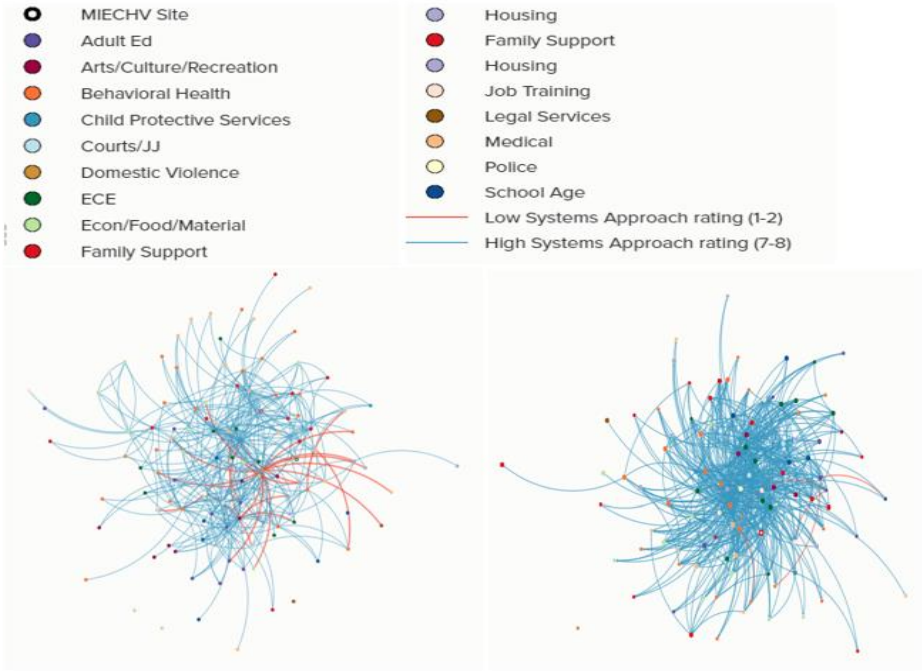 MIECHV Site
Adult Ed
Arts/Culture/Recreation
Behavioral Health
Child Protective Services
Courts/JJ
Domestic Violence
ECE
Econ/Food/Material
Family Support
Housing
Family Support
Housing
Job Training
Legal Services
Medical
Police
School Age
Low Systems Approach rating (1-2)
High Systems Approach rating (7-8)